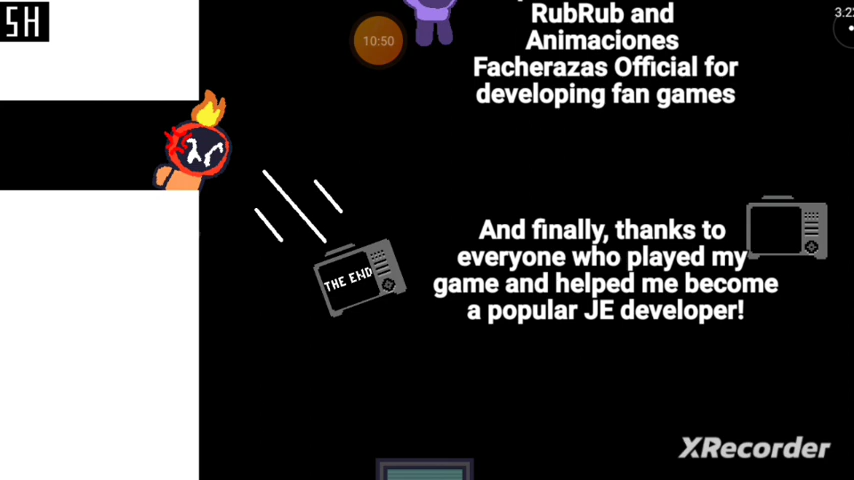 SH
10:50
3.22
RubRub and
Animaciones
Facherazas Official for
developing fan games
And finally, thanks to
everyone who played my
game and helped me become
a popular JE developer!
THE END
XRecorder